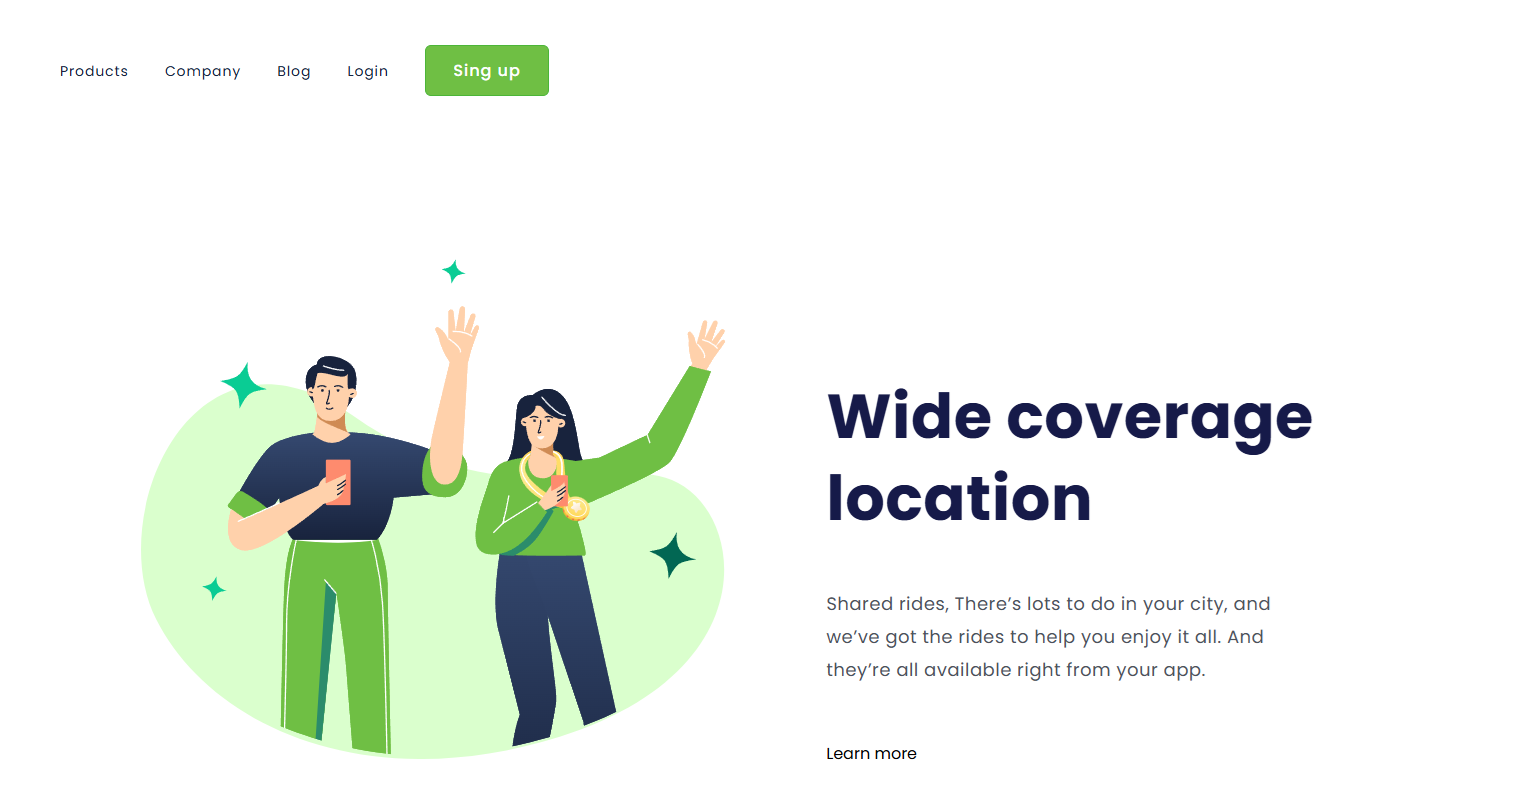 Products Company Blog Login Sing up
Wide coverage
location
Shared rides, There’s lots to do in your city, and
we’ve got the rides to help you enjoy it all. And
they’re all available right from your app.
Learn more